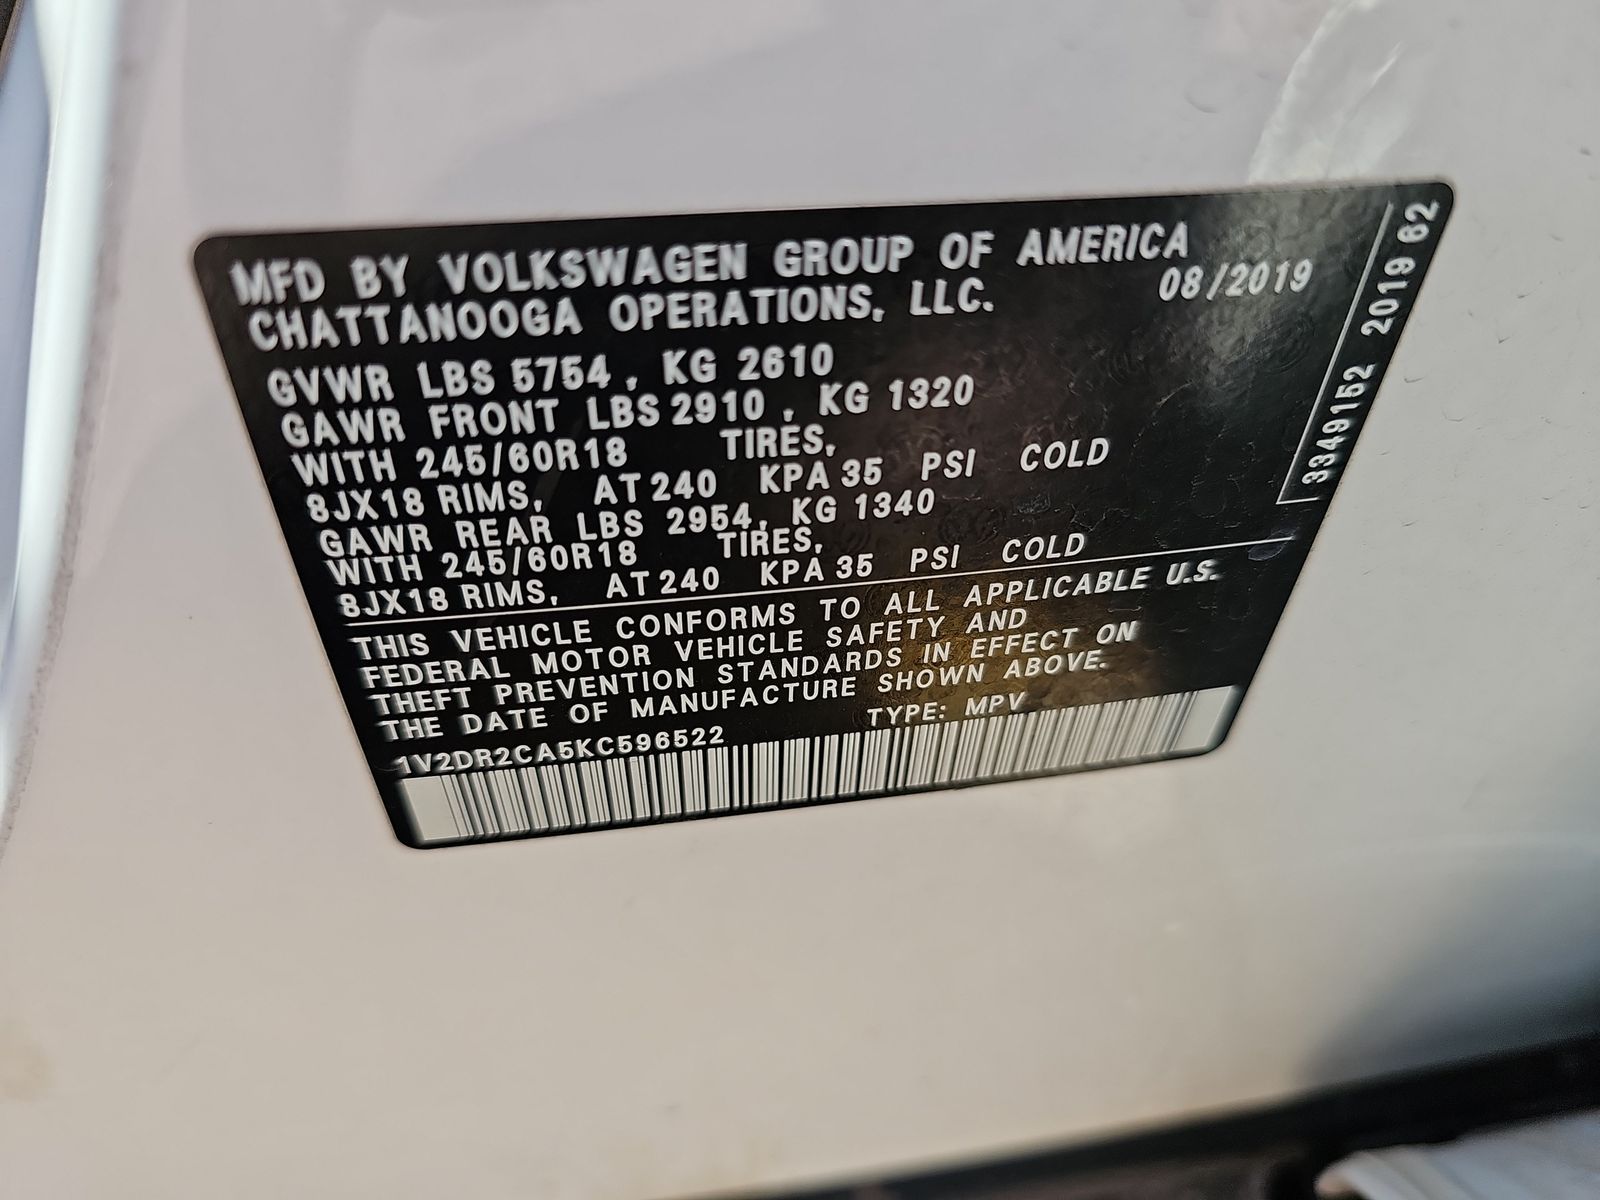 MFD BY VOLKSWAGEN GROUP OF AMERICA
CHATTANOOGA OPERATIONS, LLC. 08/2019
GVWR LBS 5754, KG 2610
GAWR FRONT LBS 2910, KG 1320
WITH 245/60R18 TIRES,
8JX18 RIMS, AT 240 KPA 35 PSI COLD
GAWR REAR LBS 2954, KG 1340
WITH 245/60R18 TIRES,
8JX18 RIMS, AT 240 KPA 35 PSI COLD
THIS VEHICLE CONFORMS TO ALL APPLICABLE U.S.
FEDERAL MOTOR VEHICLE SAFETY AND
THEFT PREVENTION STANDARDS IN EFFECT ON
THE DATE OF MANUFACTURE SHOWN ABOVE.
1V2DR2CA5KC596522 TYPE: MPV
3349152 2019 62